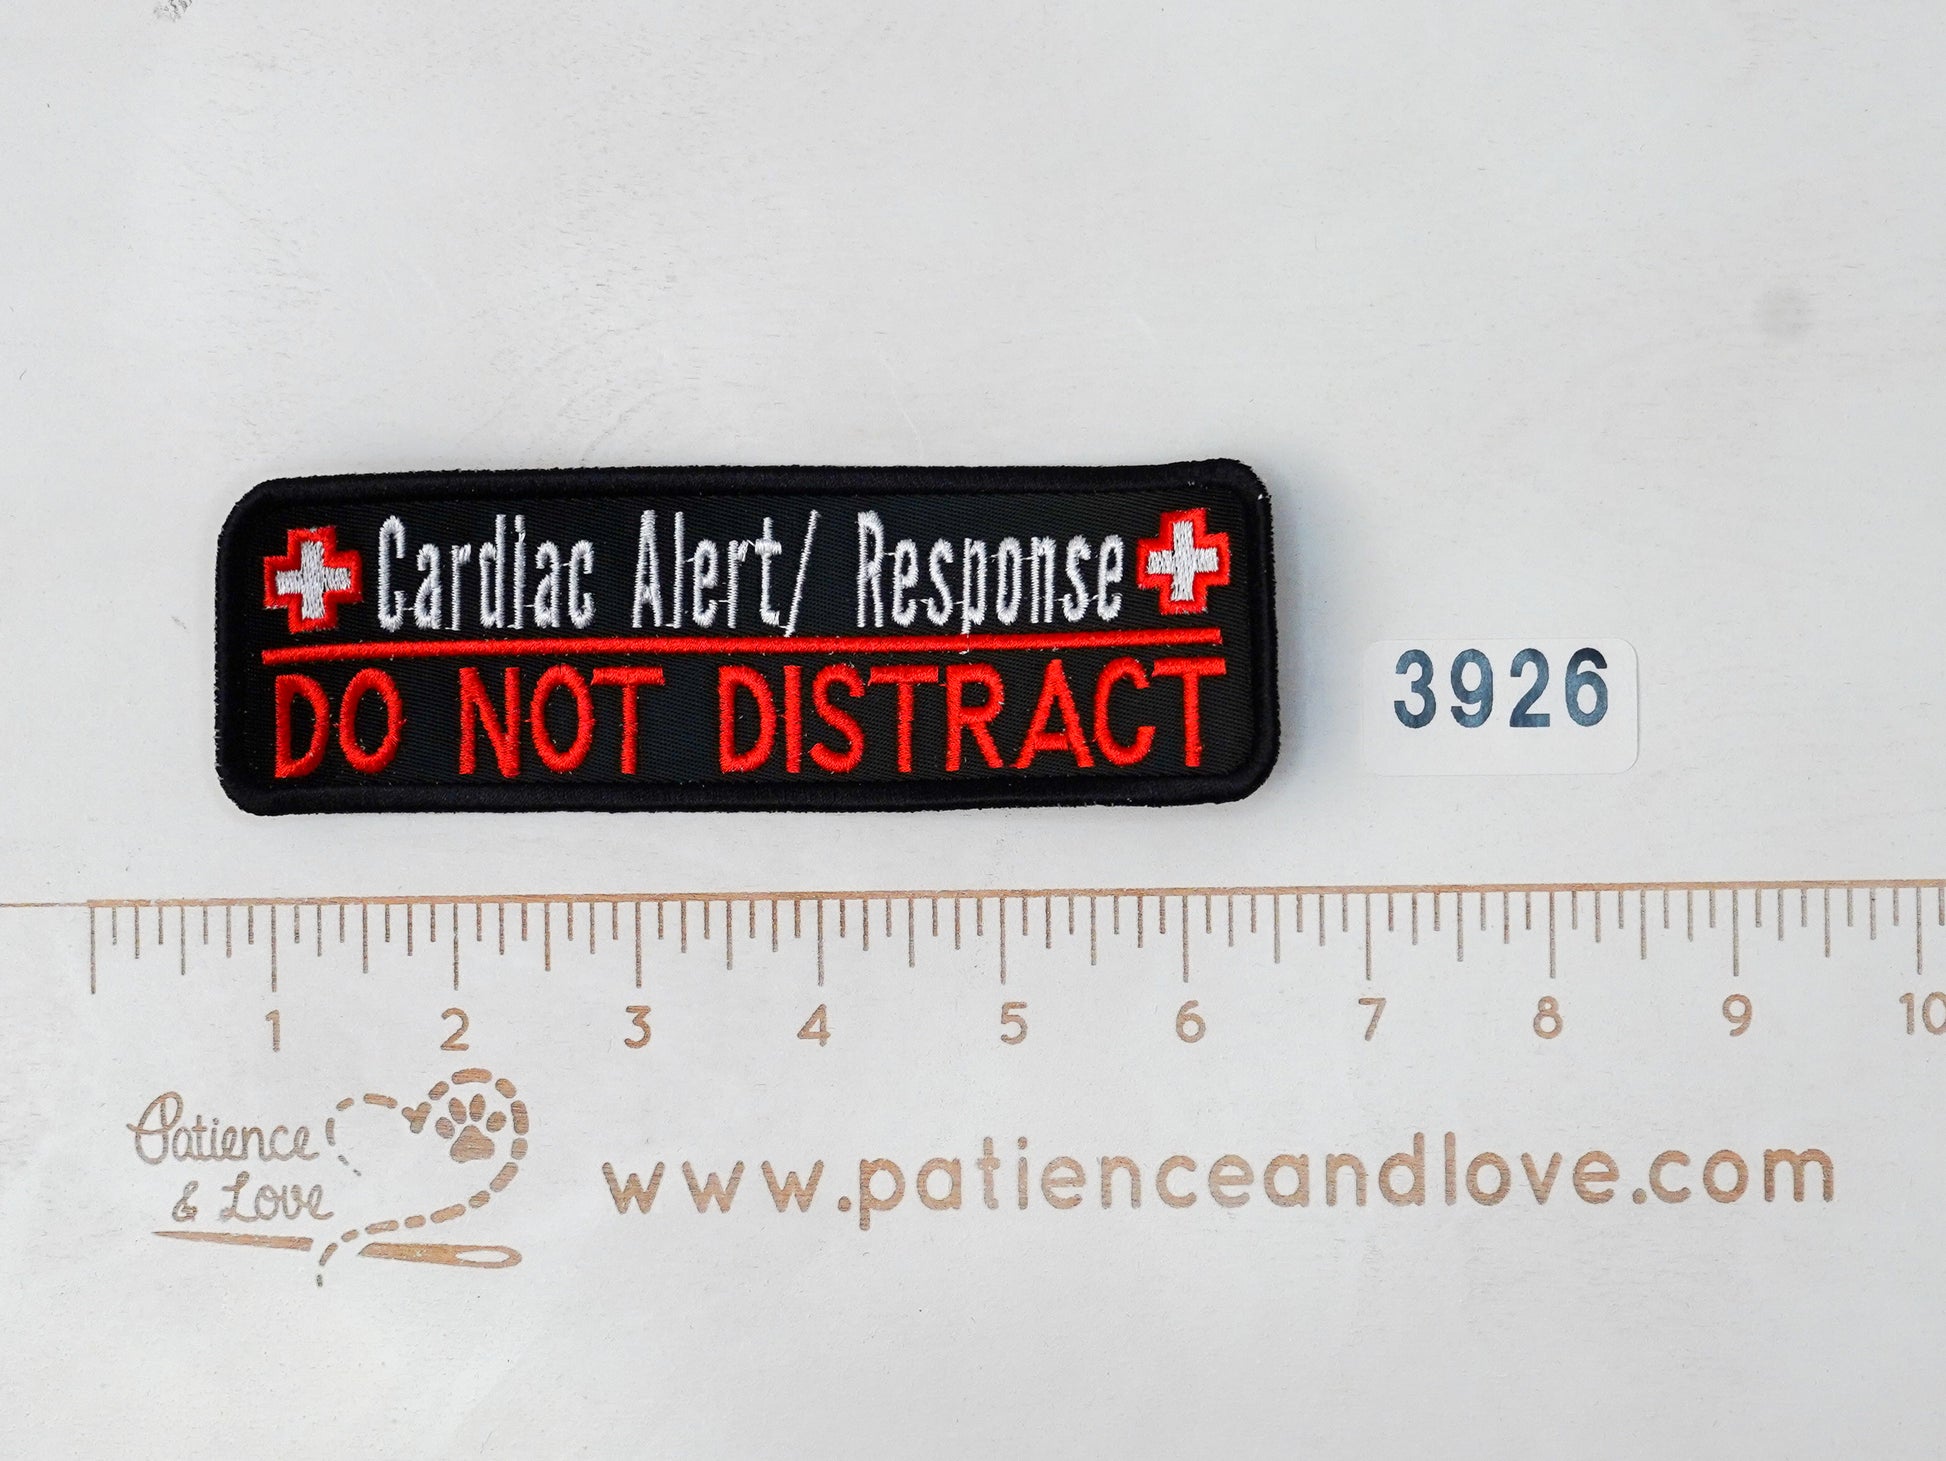 Cardiac Alert/ Response
DO NOT DISTRACT
3926
1 2 3 4 5 6 7 8 9 10
Patience
& Love
www.patienceandlove.com